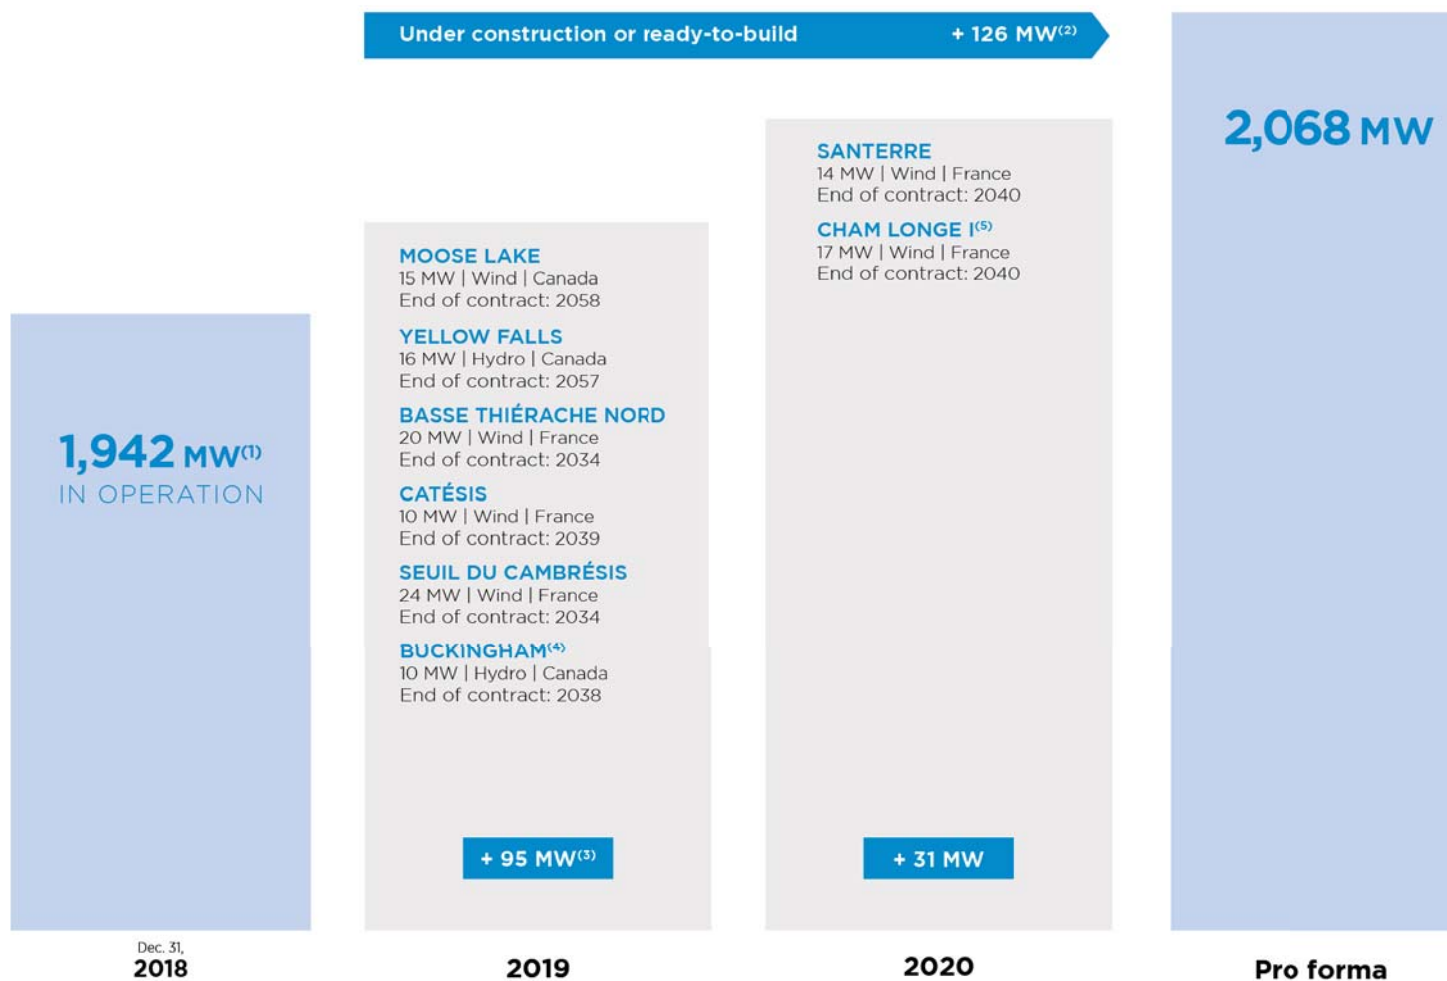 Under construction or ready-to-build + 126 MW(2)
1,942 MW(1)
IN OPERATION
Dec. 31,
2018
MOOSE LAKE
15 MW | Wind | Canada
End of contract: 2058
YELLOW FALLS
16 MW | Hydro | Canada
End of contract: 2057
BASSE THIÉRACHE NORD
20 MW | Wind | France
End of contract: 2034
CATÉSIS
10 MW | Wind | France
End of contract: 2039
SEUIL DU CAMBRÉSIS
24 MW | Wind | France
End of contract: 2034
BUCKINGHAM(4)
10 MW | Hydro | Canada
End of contract: 2038
+ 95 MW(3)
2019
SANTERRE
14 MW | Wind | France
End of contract: 2040
CHAM LONGE I(5)
17 MW | Wind | France
End of contract: 2040
+ 31 MW
2020
2,068 MW
Pro forma